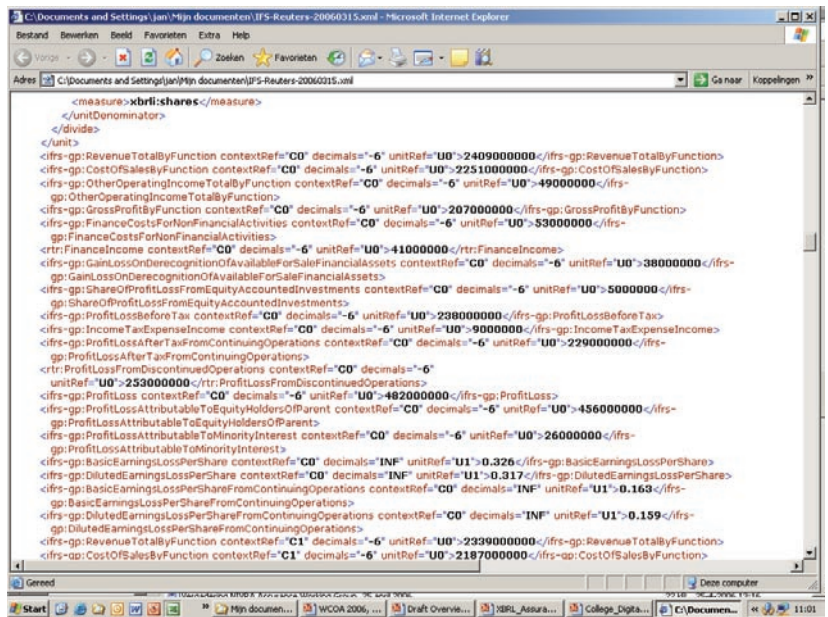 C:\Documents and Settings\jan\Mijn documenten\IFS-Reuters-20060315.xml - Microsoft Internet Explorer
Bestand Bewerken Beeld Favorieten Extra Help
Vorige Zoeken Favorieten
Adres C:\Documents and Settings\jan\Mijn documenten\IFS-Reuters-20060315.xml Ga naar Koppelingen »
<measure>xbrli:shares</measure>
</unitDenominator>
</divide>
</unit>
<ifrs-gp:RevenueTotalByFunction contextRef="C0" decimals="-6" unitRef="U0">2409000000</ifrs-gp:RevenueTotalByFunction>
<ifrs-gp:CostOfSalesByFunction contextRef="C0" decimals="-6" unitRef="U0">2251000000</ifrs-gp:CostOfSalesByFunction>
<ifrs-gp:OtherOperatingIncomeTotalByFunction contextRef="C0" decimals="-6" unitRef="U0">49000000</ifrs-
gp:OtherOperatingIncomeTotalByFunction>
<ifrs-gp:GrossProfitByFunction contextRef="C0" decimals="-6" unitRef="U0">207000000</ifrs-gp:GrossProfitByFunction>
<ifrs-gp:FinanceCostsForNonFinancialActivities contextRef="C0" decimals="-6" unitRef="U0">53000000</ifrs-
gp:FinanceCostsForNonFinancialActivities>
<rtr:FinanceIncome contextRef="C0" decimals="-6" unitRef="U0">41000000</rtr:FinanceIncome>
<ifrs-gp:GainLossOnDerecognitionOfAvailableForSaleFinancialAssets contextRef="C0" decimals="-6" unitRef="U0">38000000</ifrs-
gp:GainLossOnDerecognitionOfAvailableForSaleFinancialAssets>
<ifrs-gp:ShareOfProfitLossFromEquityAccountedInvestments contextRef="C0" decimals="-6" unitRef="U0">5000000</ifrs-
gp:ShareOfProfitLossFromEquityAccountedInvestments>
<ifrs-gp:ProfitLossBeforeTax contextRef="C0" decimals="-6" unitRef="U0">238000000</ifrs-gp:ProfitLossBeforeTax>
<ifrs-gp:IncomeTaxExpenseIncome contextRef="C0" decimals="-6" unitRef="U0">9000000</ifrs-gp:IncomeTaxExpenseIncome>
<ifrs-gp:ProfitLossAfterTaxFromContinuingOperations contextRef="C0" decimals="-6" unitRef="U0">229000000</ifrs-
gp:ProfitLossAfterTaxFromContinuingOperations>
<rtr:ProfitLossFromDiscontinuedOperations contextRef="C0" decimals="-6"
unitRef="U0">253000000</rtr:ProfitLossFromDiscontinuedOperations>
<ifrs-gp:ProfitLoss contextRef="C0" decimals="-6" unitRef="U0">482000000</ifrs-gp:ProfitLoss>
<ifrs-gp:ProfitLossAttributableToEquityHoldersOfParent contextRef="C0" decimals="-6" unitRef="U0">456000000</ifrs-
gp:ProfitLossAttributableToEquityHoldersOfParent>
<ifrs-gp:ProfitLossAttributableToMinorityInterest contextRef="C0" decimals="-6" unitRef="U0">26000000</ifrs-
gp:ProfitLossAttributableToMinorityInterest>
<ifrs-gp:BasicEarningsLossPerShare contextRef="C0" decimals="INF" unitRef="U1">0.326</ifrs-gp:BasicEarningsLossPerShare>
<ifrs-gp:DilutedEarningsLossPerShare contextRef="C0" decimals="INF" unitRef="U1">0.317</ifrs-gp:DilutedEarningsLossPerShare>
<ifrs-gp:BasicEarningsLossPerShareFromContinuingOperations contextRef="C0" decimals="INF" unitRef="U1">0.163</ifrs-
gp:BasicEarningsLossPerShareFromContinuingOperations>
<ifrs-gp:DilutedEarningsLossPerShareFromContinuingOperations contextRef="C0" decimals="INF" unitRef="U1">0.159</ifrs-
gp:DilutedEarningsLossPerShareFromContinuingOperations>
<ifrs-gp:RevenueTotalByFunction contextRef="C1" decimals="-6" unitRef="U0">2339000000</ifrs-gp:RevenueTotalByFunction>
<ifrs-gp:CostOfSalesByFunction contextRef="C1" decimals="-6" unitRef="U0">2187000000</ifrs-gp:CostOfSalesByFunction>
Gereed Deze computer
Start » Mijn documen... WCOA 2006, ... Draft Overvie... XBRL_Assura... College_Digita... C:\Documen... « 11:01